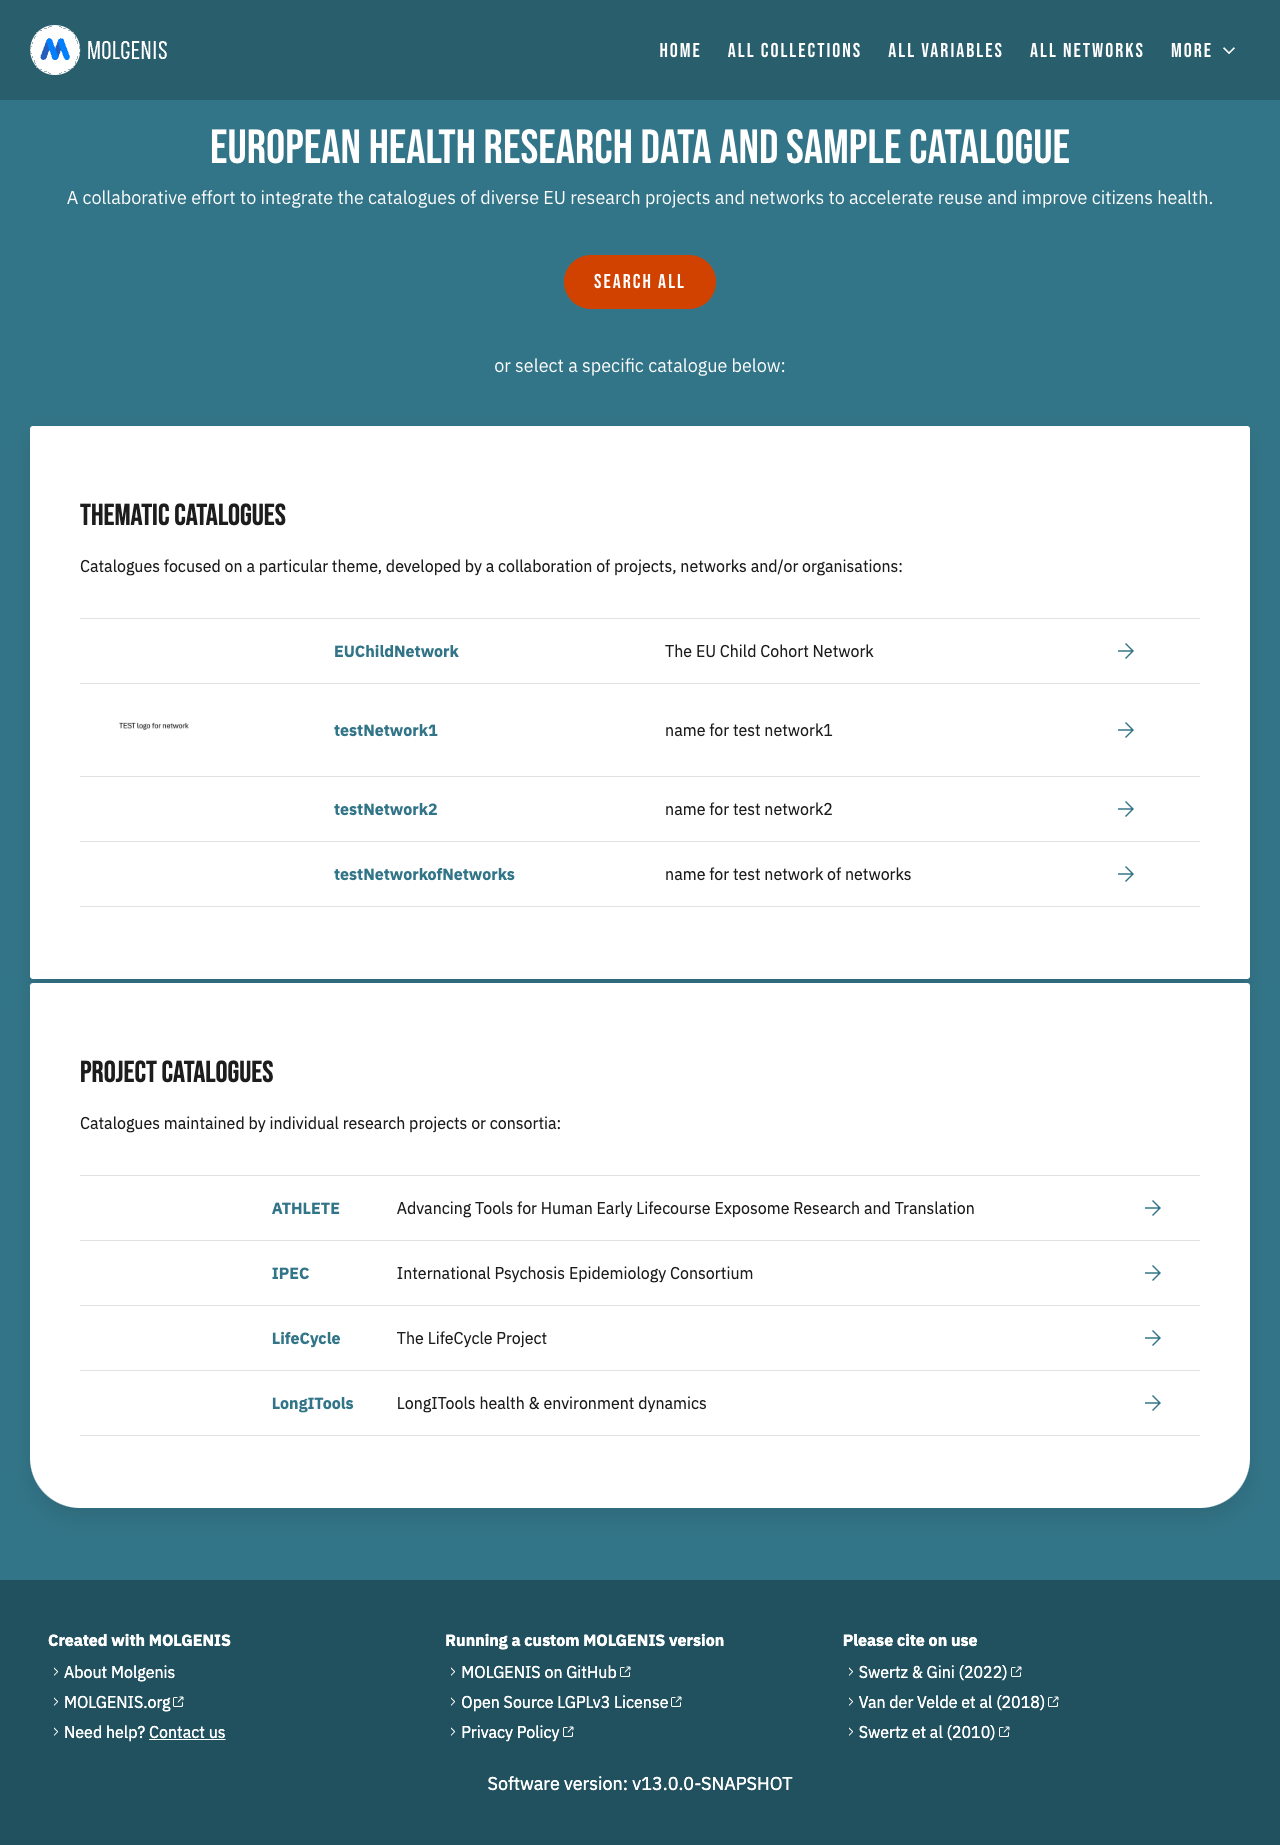 MOLGENIS
HOME ALL COLLECTIONS ALL VARIABLES ALL NETWORKS MORE
EUROPEAN HEALTH RESEARCH DATA AND SAMPLE CATALOGUE
A collaborative effort to integrate the catalogues of diverse EU research projects and networks to accelerate reuse and improve citizens health.
SEARCH ALL
or select a specific catalogue below:
THEMATIC CATALOGUES
Catalogues focused on a particular theme, developed by a collaboration of projects, networks and/or organisations:
EUChildNetwork The EU Child Cohort Network
TEST logo for network testNetwork1 name for test network1
testNetwork2 name for test network2
testNetworkofNetworks name for test network of networks
PROJECT CATALOGUES
Catalogues maintained by individual research projects or consortia:
ATHLETE Advancing Tools for Human Early Lifecourse Exposome Research and Translation
IPEC International Psychosis Epidemiology Consortium
LifeCycle The LifeCycle Project
LongITools LongITools health & environment dynamics
Created with MOLGENIS
About Molgenis
MOLGENIS.org
Need help? Contact us
Running a custom MOLGENIS version
MOLGENIS on GitHub
Open Source LGPLv3 License
Privacy Policy
Please cite on use
Swertz & Gini (2022)
Van der Velde et al (2018)
Swertz et al (2010)
Software version: v13.0.0-SNAPSHOT